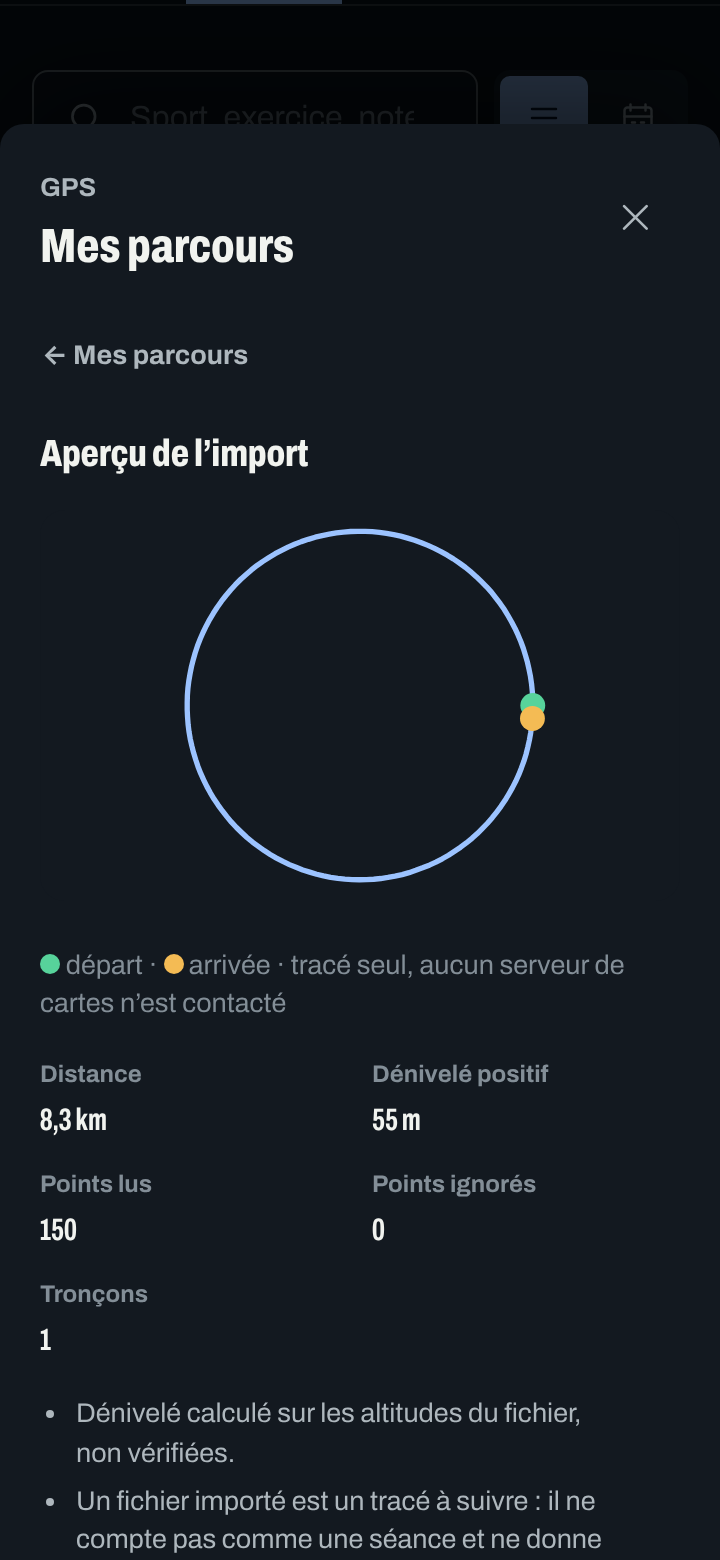 Sport, exercice, note
GPS
Mes parcours
← Mes parcours
Aperçu de l’import
départ · arrivée · tracé seul, aucun serveur de
cartes n’est contacté
Distance
Dénivelé positif
8,3 km
55 m
Points lus
Points ignorés
150
0
Tronçons
1
• Dénivelé calculé sur les altitudes du fichier,
non vérifiées.
• Un fichier importé est un tracé à suivre : il ne
compte pas comme une séance et ne donne